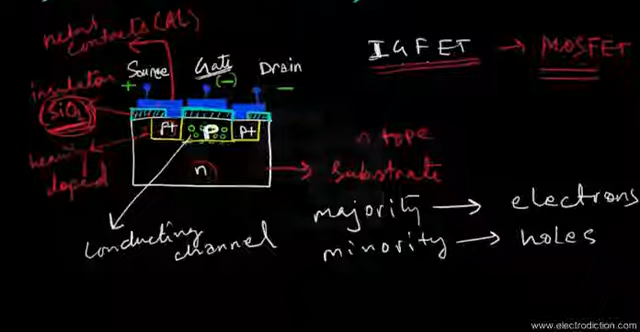 metal
contacts (AL)
IGFET → MOSFET
Source Gate Drain
+ (−) −
insulator
SiO₂
P+ P P+
heavily
doped
n
n type
substrate
majority → electrons
minority → holes
conducting
channel
www.electrodiction.com